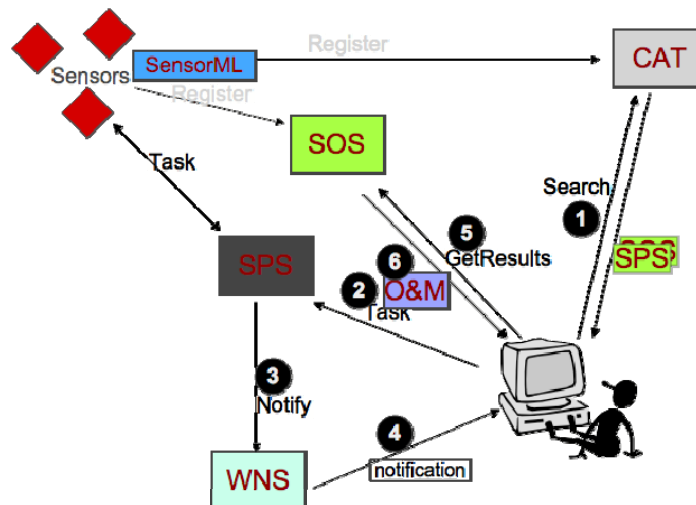 Register
SensorML
CAT
Sensors
Register
SOS
Task
Search
1
5
GetResults
SPS
SPS
6
O&M
2
Task
3
Notify
4
notification
WNS